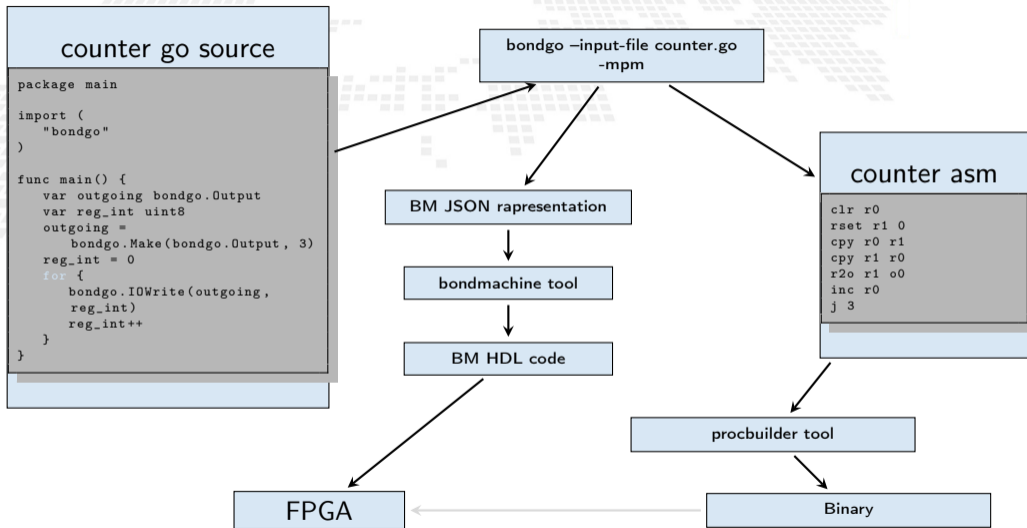 counter go source
package main
import (
"bondgo"
)
func main() {
var outgoing bondgo.Output
var reg_int uint8
outgoing =
bondgo.Make(bondgo.Output, 3)
reg_int = 0
for {
bondgo.IOWrite(outgoing,
reg_int)
reg_int++
}
}
bondgo –input-file counter.go
-mpm
BM JSON rapresentation
bondmachine tool
BM HDL code
FPGA
counter asm
clr r0
rset r1 0
cpy r0 r1
cpy r1 r0
r2o r1 o0
inc r0
j 3
procbuilder tool
Binary